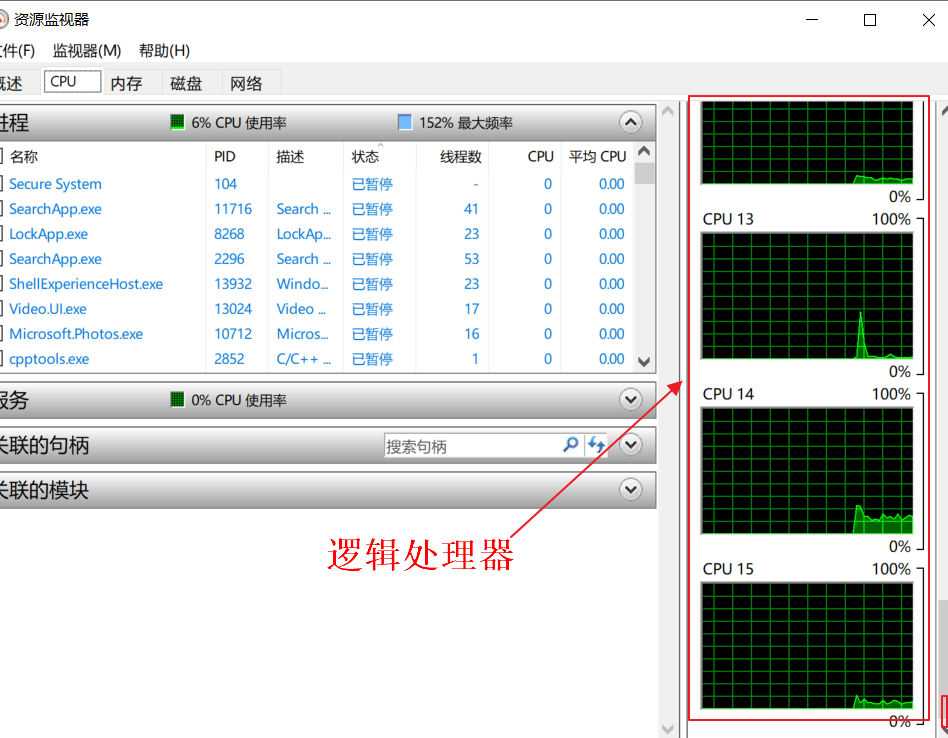 资源监视器
文件(F) 监视器(M) 帮助(H)
概述 CPU 内存 磁盘 网络
进程 6% CPU 使用率 152% 最大频率
名称 PID 描述 状态 线程数 CPU 平均 CPU
Secure System 104 已暂停 - 0 0.00
SearchApp.exe 11716 Search ... 已暂停 41 0 0.00
LockApp.exe 8268 LockAp... 已暂停 23 0 0.00
SearchApp.exe 2296 Search ... 已暂停 53 0 0.00
ShellExperienceHost.exe 13932 Windo... 已暂停 23 0 0.00
Video.UI.exe 13024 Video ... 已暂停 17 0 0.00
Microsoft.Photos.exe 10712 Micros... 已暂停 16 0 0.00
cpptools.exe 2852 C/C++ ... 已暂停 1 0 0.00
服务 0% CPU 使用率
关联的句柄 搜索句柄
关联的模块
逻辑处理器
0%
CPU 13 100%
0%
CPU 14 100%
0%
CPU 15 100%
0%